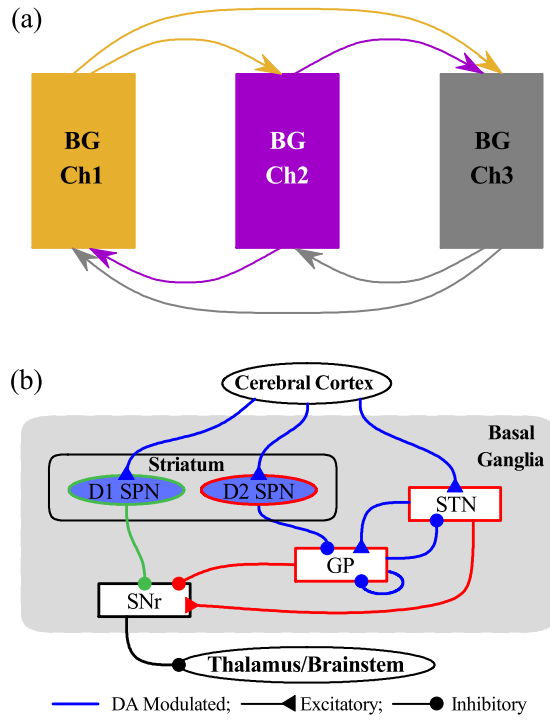 (a)
BG
Ch1
BG
Ch2
BG
Ch3
(b)
Cerebral Cortex
Basal
Ganglia
Striatum
D1 SPN
D2 SPN
STN
GP
SNr
Thalamus/Brainstem
DA Modulated; Excitatory; Inhibitory